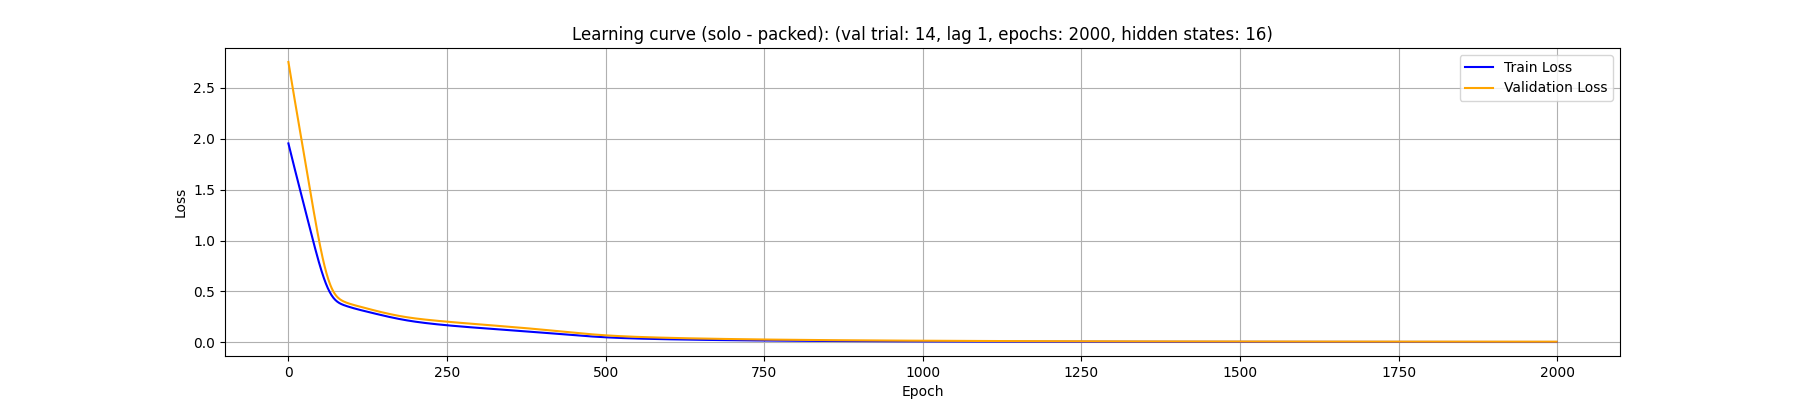 Learning curve (solo - packed): (val trial: 14, lag 1, epochs: 2000, hidden states: 16)
Train Loss
Validation Loss
2.5
2.0
1.5
1.0
0.5
0.0
Loss
0 250 500 750 1000 1250 1500 1750 2000
Epoch